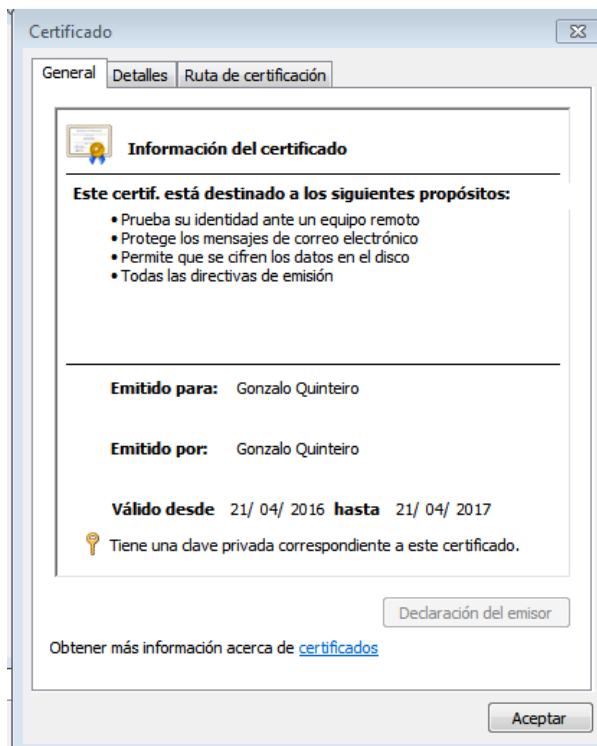 Certificado
General Detalles Ruta de certificación
Información del certificado
Este certif. está destinado a los siguientes propósitos:
• Prueba su identidad ante un equipo remoto
• Protege los mensajes de correo electrónico
• Permite que se cifren los datos en el disco
• Todas las directivas de emisión
Emitido para: Gonzalo Quinteiro
Emitido por: Gonzalo Quinteiro
Válido desde 21/ 04/ 2016 hasta 21/ 04/ 2017
Tiene una clave privada correspondiente a este certificado.
Declaración del emisor
Obtener más información acerca de certificados
Aceptar